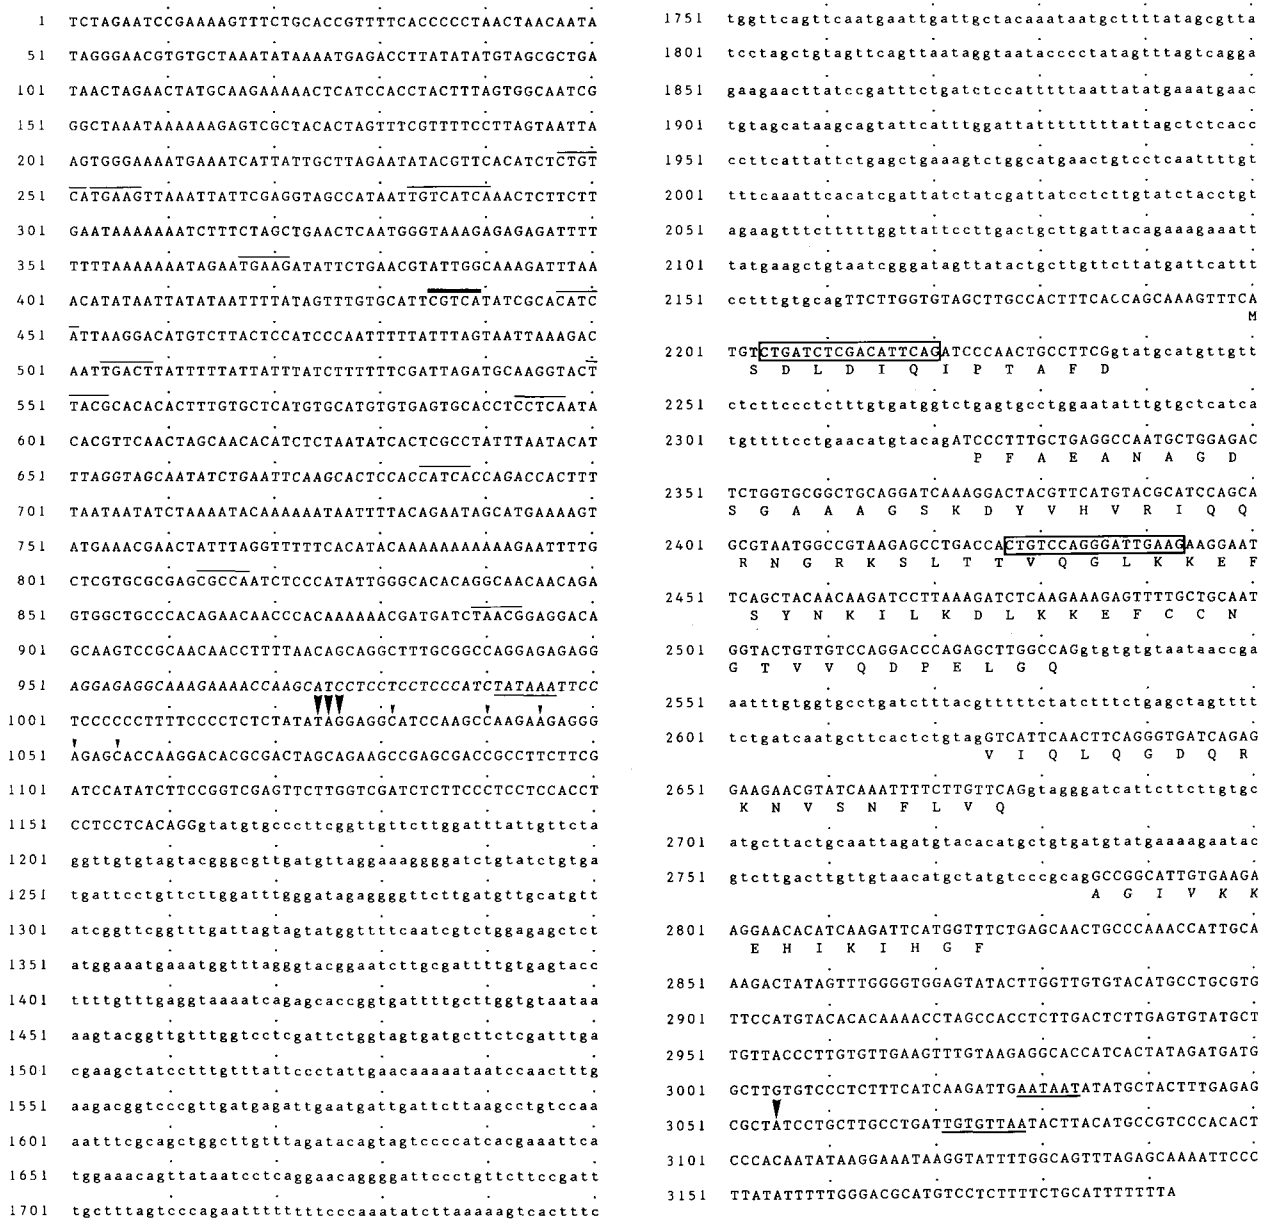 1 TCTAGAATCCGAAAAGTTTCTGCACCGTTTTCACCCCCTAACTAACAATA
51 TAGGGAACGTGTGCTAAATATAAAATGAGACCTTATATATGTAGCGCTGA
101 TAACTAGAACTATGCAAGAAAAACTCATCCACCTACTTTAGTGGCAATCG
151 GGCTAAATAAAAAAGAGTCGCTACACTAGTTTCGTTTTCCTTAGTAATTA
201 AGTGGGAAAATGAAATCATTATTGCTTAGAATATACGTTCACATCTCTGT
251 CATGAAGTTAAATTATTCGAGGTAGCCATAATTGTCATCAAACTCTTCTT
301 GAATAAAAAAATCTTTCTAGCTGAACTCAATGGGTAAAGAGAGAGATTTT
351 TTTTAAAAAAATAGAATGAAGATATTCTGAACGTATTGGCAAAGATTTAA
401 ACATATAATTATATAATTTTATAGTTTGTGCATTCGTCATATCGCACATC
451 ATTAAGGACATGTCTTACTCCATCCCAATTTTTATTTAGTAATTAAAGAC
501 AATTGACTTATTTTTATTATTTATCTTTTTTCGATTAGATGCAAGGTACT
551 TACGCACACACTTTGTGCTCATGTGCATGTGTGAGTGCACCTCCTCAATA
601 CACGTTCAACTAGCAACACATCTCTAATATCACTCGCCTATTTAATACAT
651 TTAGGTAGCAATATCTGAATTCAAGCACTCCACCATCACCAGACCACTTT
701 TAATAATATCTAAAATACAAAAAATAATTTTACAGAATAGCATGAAAAGT
751 ATGAAACGAACTATTTAGGTTTTTCACATACAAAAAAAAAAAGAATTTTG
801 CTCGTGCGCGAGCGCCAATCTCCCATATTGGGCACACAGGCAACAACAGA
851 GTGGCTGCCCACAGAACAACCCACAAAAAACGATGATCTAACGGAGGACA
901 GCAAGTCCGCAACAACCTTTTAACAGCAGGCTTTGCGGCCAGGAGAGAGG
951 AGGAGAGGCAAAGAAAACCAAGCATCCTCCTCCTCCCATCTATAAATTCC
1001 TCCCCCCTTTTCCCCTCTCTATATAGGAGGCATCCAAGCCAAGAAGAGGG
1051 AGAGCACCAAGGACACGCGACTAGCAGAAGCCGAGCGACCGCCTTCTTCG
1101 ATCCATATCTTCCGGTCGAGTTCTTGGTCGATCTCTTCCCTCCTCCACCT
1151 CCTCCTCACAGGgtatgtgcccttcggttgttcttggatttattgttcta
1201 ggttgtgtagtacgggcgttgatgttaggaaaggggatctgtatctgtga
1251 tgattcctgttcttggatttgggatagaggggttcttgatgttgcatgtt
1301 atcggttcggtttgattagtagtatggttttcaatcgtctggagagctct
1351 atggaaatgaaatggtttagggtacggaatcttgcgattttgtgagtacc
1401 ttttgtttgaggtaaaatcagagcaccggtgattttgcttggtgtaataa
1451 aagtacggttgtttggtcctcgattctggtagtgatgcttctcgatttga
1501 cgaagctatcctttgtttattccctattgaacaaaaataatccaactttg
1551 aagacggtcccgttgatgagattgaatgattgattcttaagcctgtccaa
1601 aatttcgcagctggcttgtttagatacagtagtccccatcacgaaattca
1651 tggaaacagttataatcctcaggaacaggggattccctgttcttccgatt
1701 tgctttagtcccagaattttttttcccaaatatcttaaaaagtcactttc
1751 tggttcagttcaatgaattgattgctacaaataatgcttttatagcgtta
1801 tcctagctgtagttcagttaataggtaatacccctatagtttagtcagga
1851 gaagaacttatccgatttctgatctccatttttaattatatgaaatgaac
1901 tgtagcataagcagtattcatttggattatttttttttattagctctcacc
1951 ccttcattattctgagctgaaagtctggcatgaactgtcctcaattttgt
2001 tttcaaattcacatcgattatctatcgattatcctcttgtatctacctgt
2051 agaagtttctttttggttattccttgactgcttgattacagaaagaaatt
2101 tatgaagctgtaatcgggatagttatactgcttgttcttatgattcattt
2151 cctttgtgcagTTCTTGGTGTAGCTTGCCACTTTCACCAGCAAAGTTTCA
M
2201 TGTCTGATCTCGACATTCAGATCCCAACTGCCTTCGgtatgcatgttgtt
S D L D I Q I P T A F D
2251 ctcttccctctttgtgatggtctgagtgcctggaatatttgtgctcatca
2301 tgttttcctgaacatgtacagATCCCTTTGCTGAGGCCAATGCTGGAGAC
P F A E A N A G D
2351 TCTGGTGCGGCTGCAGGATCAAAGGACTACGTTCATGTACGCATCCAGCA
S G A A A G S K D Y V H V R I Q Q
2401 GCGTAATGGCCGTAAGAGCCTGACCACTGTCCAGGGATTGAAGAAGGAAT
R N G R K S L T T V Q G L K K E F
2451 TCAGCTACAACAAGATCCTTAAAGATCTCAAGAAAGAGTTTTGCTGCAAT
S Y N K I L K D L K K E F C C N
2501 GGTACTGTTGTCCAGGACCCAGAGCTTGGCCAGgtgtgtgtaataaccga
G T V V Q D P E L G Q
2551 aatttgtggtgcctgatctttacgtttttctatctttctgagctagtttt
2601 tctgatcaatgcttcactctgtagGTCATTCAACTTCAGGGTGATCAGAG
V I Q L Q G D Q R
2651 GAAGAACGTATCAAATTTTCTTGTTCAGgtagggatcattcttcttgtgc
K N V S N F L V Q
2701 atgcttactgcaattagatgtacacatgctgtgatgtatgaaaagaatac
2751 gtcttgacttgttgtaacatgctatgtcccgcagGCCGGCATTGTGAAGA
A G I V K K
2801 AGGAACACATCAAGATTCATGGTTTCTGAGCAACTGCCCAAACCATTGCA
E H I K I H G F
2851 AAGACTATAGTTTGGGGTGGAGTATACTTGGTTGTGTACATGCCTGCGTG
2901 TTCCATGTACACACAAAACCTAGCCACCTCTTGACTCTTGAGTGTATGCT
2951 TGTTACCCTTGTGTTGAAGTTTGTAAGAGGCACCATCACTATAGATGATG
3001 GCTTGTGTCCCTCTTTCATCAAGATTGAATAATATATGCTACTTTGAGAG
3051 CGCTATCCTGCTTGCCTGATTGTGTTAATACTTACATGCCGTCCCACACT
3101 CCCACAATATAAGGAAATAAGGTATTTTGGCAGTTTAGAGCAAAATTCCC
3151 TTATATTTTTGGGACGCATGTCCTCTTTTCTGCATTTTTTTA